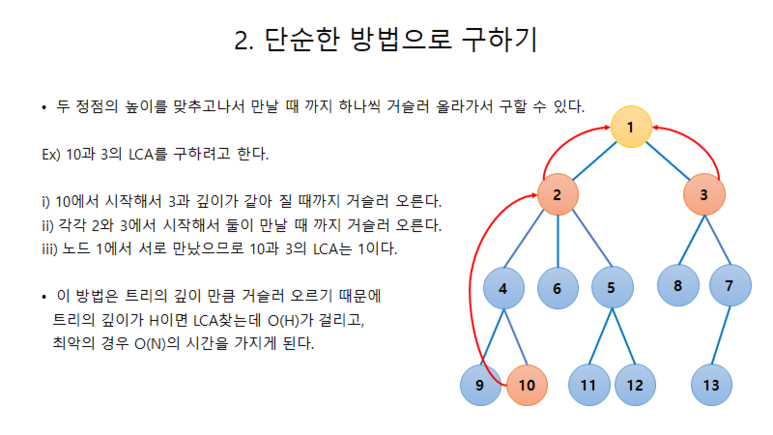 2. 단순한 방법으로 구하기
• 두 정점의 높이를 맞추고나서 만날 때 까지 하나씩 거슬러 올라가서 구할 수 있다.
Ex) 10과 3의 LCA를 구하려고 한다.
i) 10에서 시작해서 3과 깊이가 같아 질 때까지 거슬러 오른다.
ii) 각각 2와 3에서 시작해서 둘이 만날 때 까지 거슬러 오른다.
iii) 노드 1에서 서로 만났으므로 10과 3의 LCA는 1이다.
• 이 방법은 트리의 깊이 만큼 거슬러 오르기 때문에
트리의 깊이가 H이면 LCA찾는데 O(H)가 걸리고,
최악의 경우 O(N)의 시간을 가지게 된다.
1
2 3
4 6 5 8 7
9 10 11 12 13